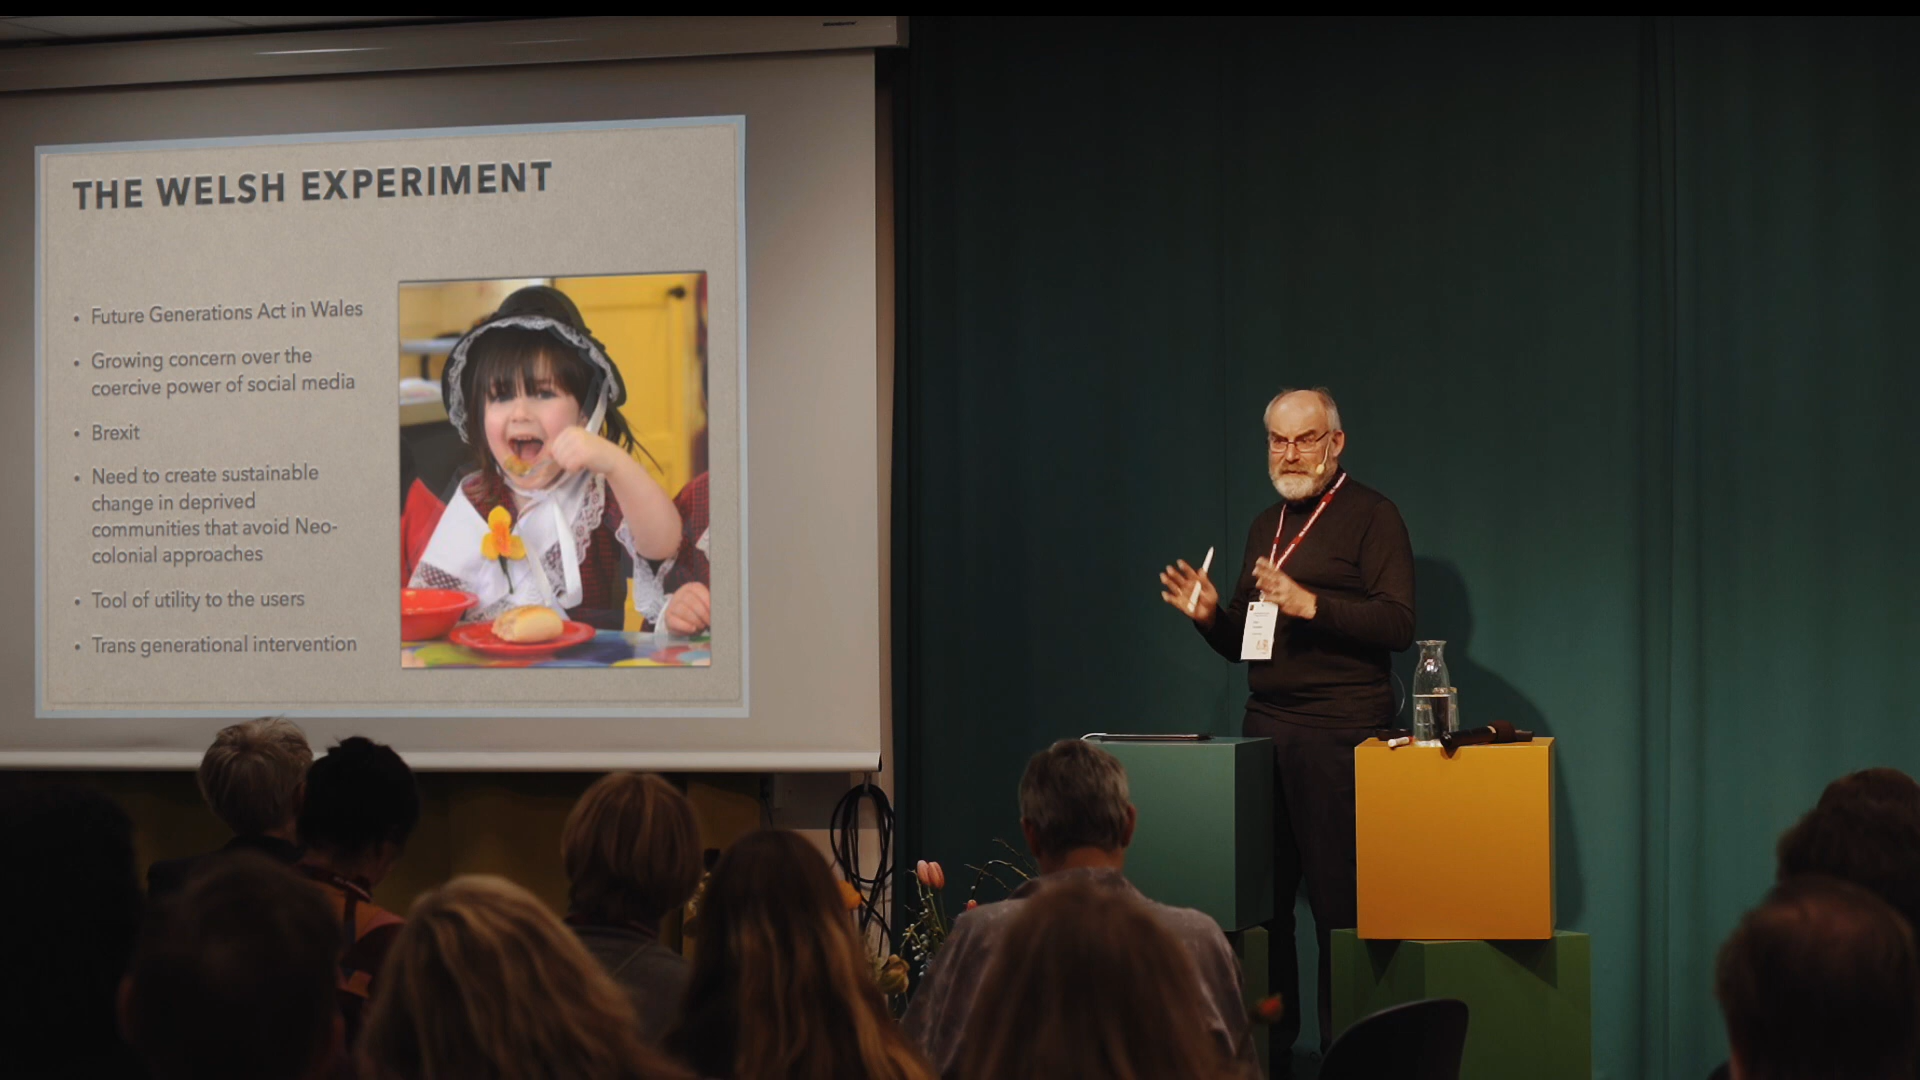 THE WELSH EXPERIMENT
• Future Generations Act in Wales
• Growing concern over the
coercive power of social media
• Brexit
• Need to create sustainable
change in deprived
communities that avoid Neo-
colonial approaches
• Tool of utility to the users
• Trans generational intervention